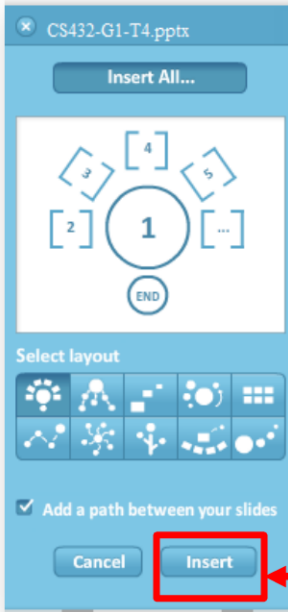 CS432-G1-T4.pptx
Insert All...
4
3
5
2
1
...
END
Select layout
Add a path between your slides
Cancel
Insert